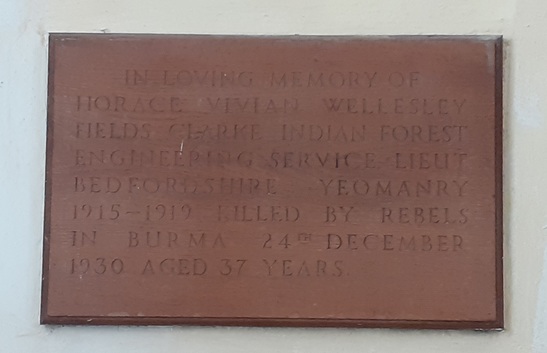 IN LOVING MEMORY OF
HORACE VIVIAN WELLESLEY
FIELDS CLARKE INDIAN FOREST
ENGINEERING SERVICE LIEUT
BEDFORDSHIRE YEOMANRY
1915–1919 KILLED BY REBELS
IN BURMA 24TH DECEMBER
1930 AGED 37 YEARS